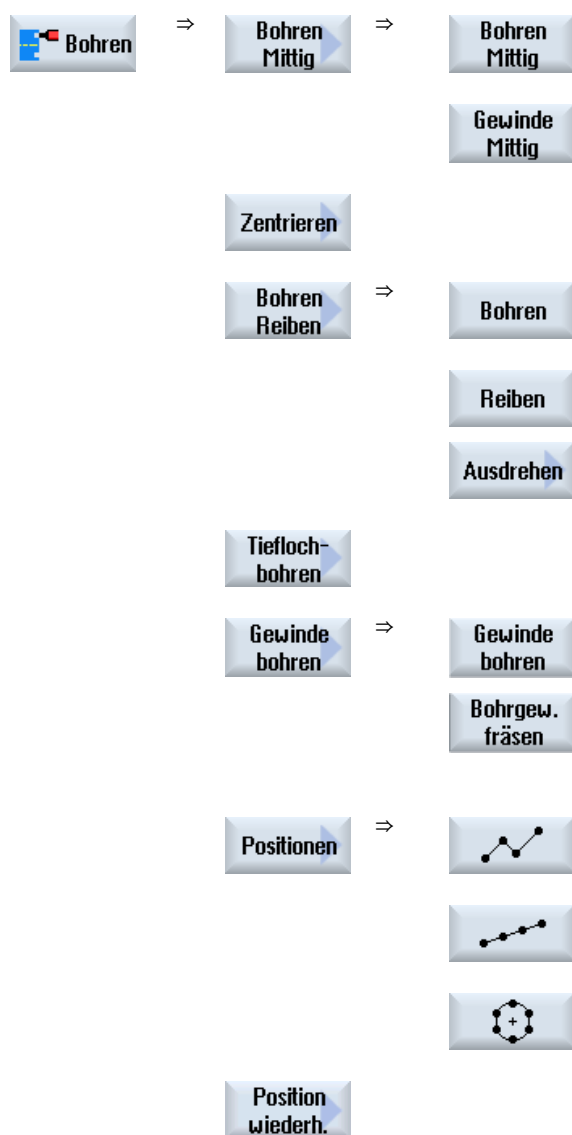 Bohren ⇒ Bohren ⇒ Bohren
Mittig Mittig
Gewinde
Mittig
Zentrieren
Bohren ⇒ Bohren
Reiben
Reiben
Ausdrehen
Tiefloch-
bohren
Gewinde ⇒ Gewinde
bohren bohren
Bohrgew.
fräsen
Positionen ⇒
Position
wiederh.